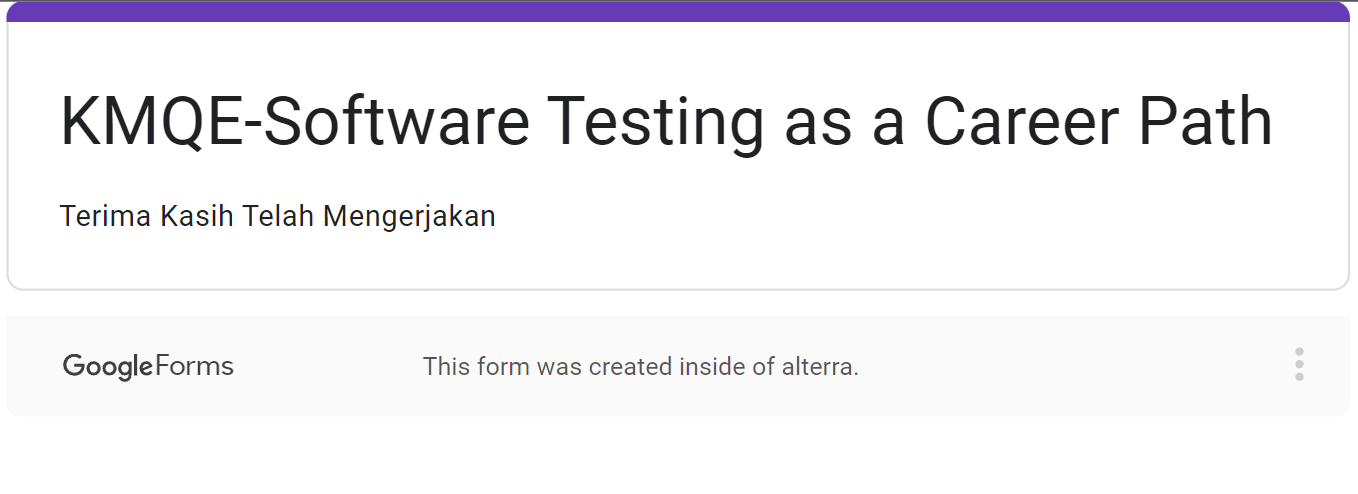 KMQE-Software Testing as a Career Path
Terima Kasih Telah Mengerjakan
Google Forms
This form was created inside of alterra.